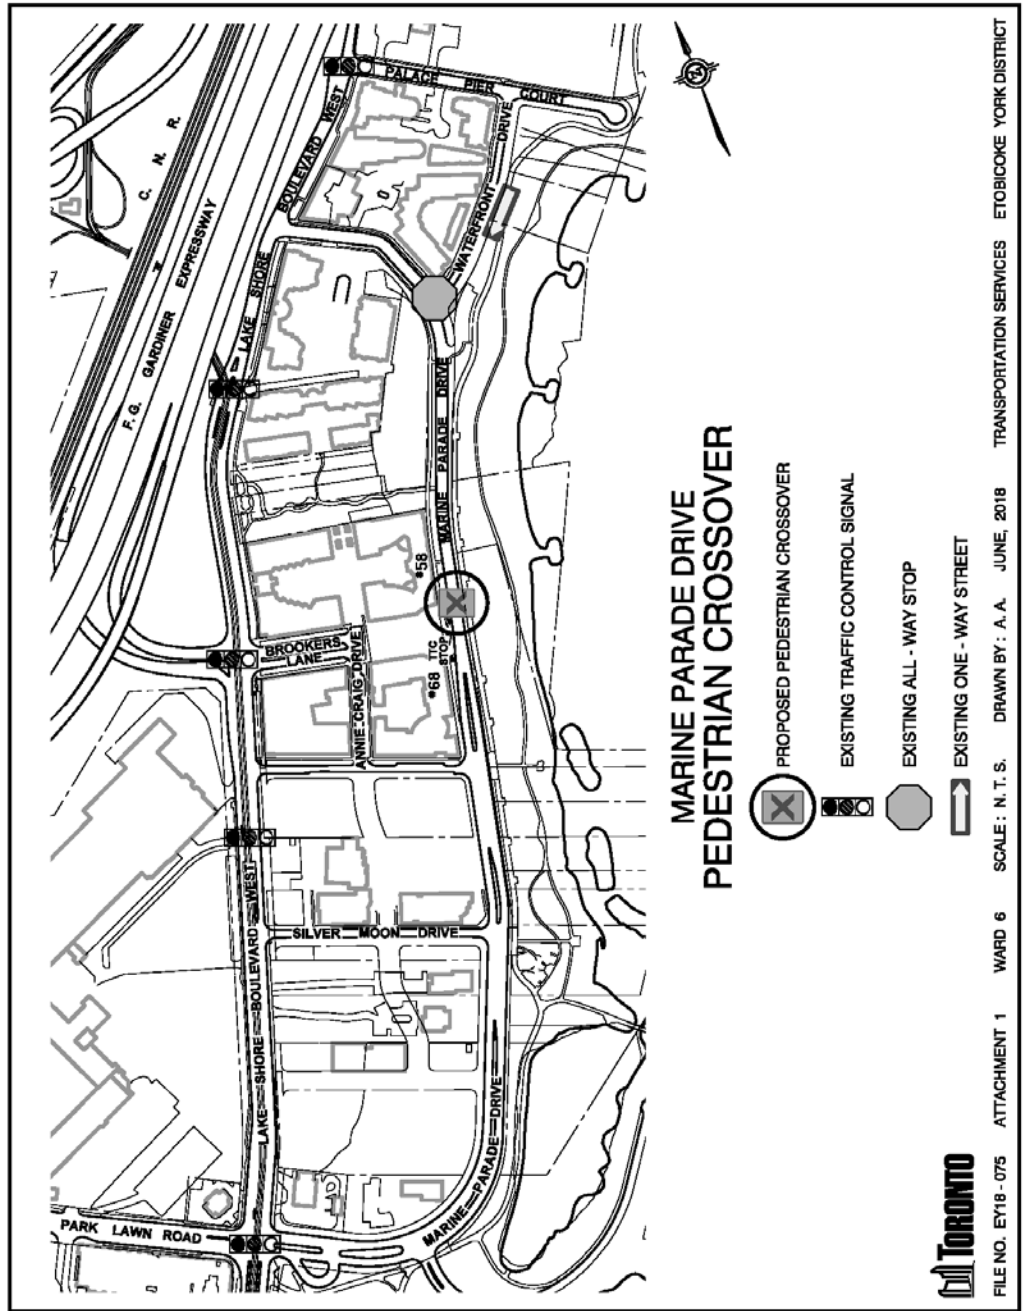 PARK LAWN ROAD
LAKE SHORE BOULEVARD WEST
MARINE PARADE DRIVE
SILVER MOON DRIVE
ANNIE CRAIG DRIVE
BROOKERS
LANE
#68
TTC
STOP
#58
MARINE PARADE DRIVE
F. G. GARDINER EXPRESSWAY
C. N. R.
LAKE SHORE
BOULEVARD WEST
WATERFRONT DRIVE
PALACE PIER COURT
MARINE PARADE DRIVE
PEDESTRIAN CROSSOVER
PROPOSED PEDESTRIAN CROSSOVER
EXISTING TRAFFIC CONTROL SIGNAL
EXISTING ALL - WAY STOP
EXISTING ONE - WAY STREET
TORONTO
FILE NO. EY18 - 075 ATTACHMENT 1 WARD 6 SCALE : N. T. S. DRAWN BY : A. A. JUNE, 2018 TRANSPORTATION SERVICES ETOBICOKE YORK DISTRICT